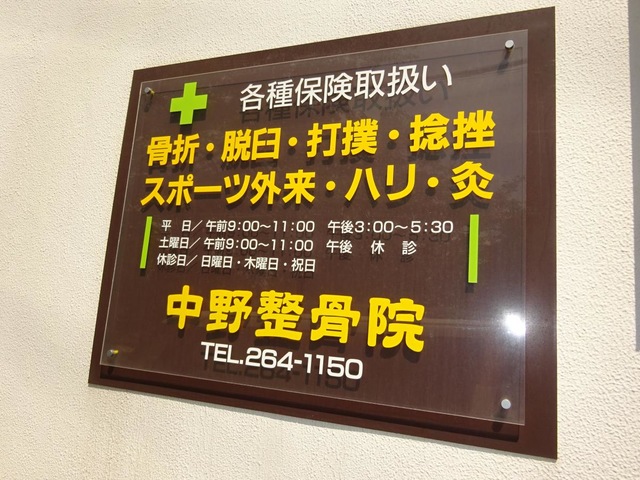 各種保険取扱い
骨折・脱臼・打撲・捻挫
スポーツ外来・ハリ・灸
平　日／午前9:00～11:00　午後3:00～5:30
土曜日／午前9:00～11:00　午後　休　診
休診日／日曜日・木曜日・祝日
中野整骨院
TEL.264-1150